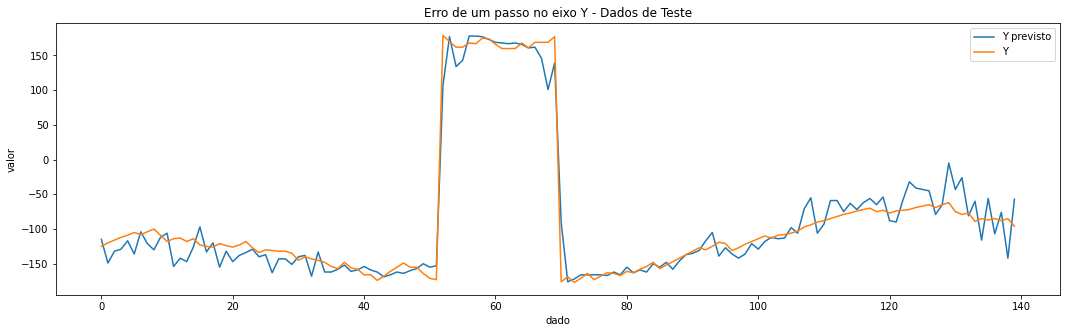 Erro de um passo no eixo Y - Dados de Teste
Y previsto
Y
valor
150
100
50
0
−50
−100
−150
0 20 40 60 80 100 120 140
dado